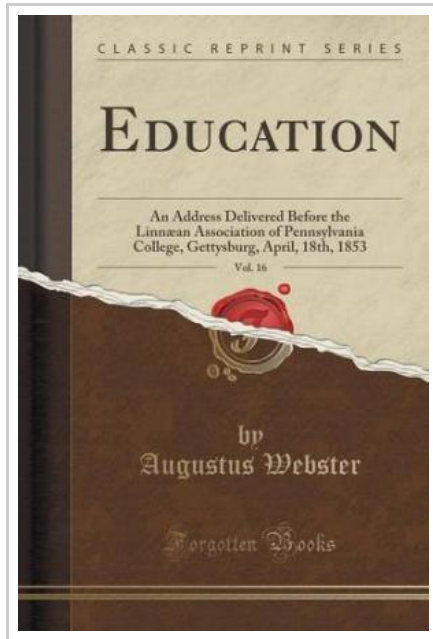 CLASSIC REPRINT SERIES
EDUCATION
An Address Delivered Before the
Linnæan Association of Pennsylvania
College, Gettysburg, April, 18th, 1853
Vol. 16
by
Augustus Webster
Forgotten Books